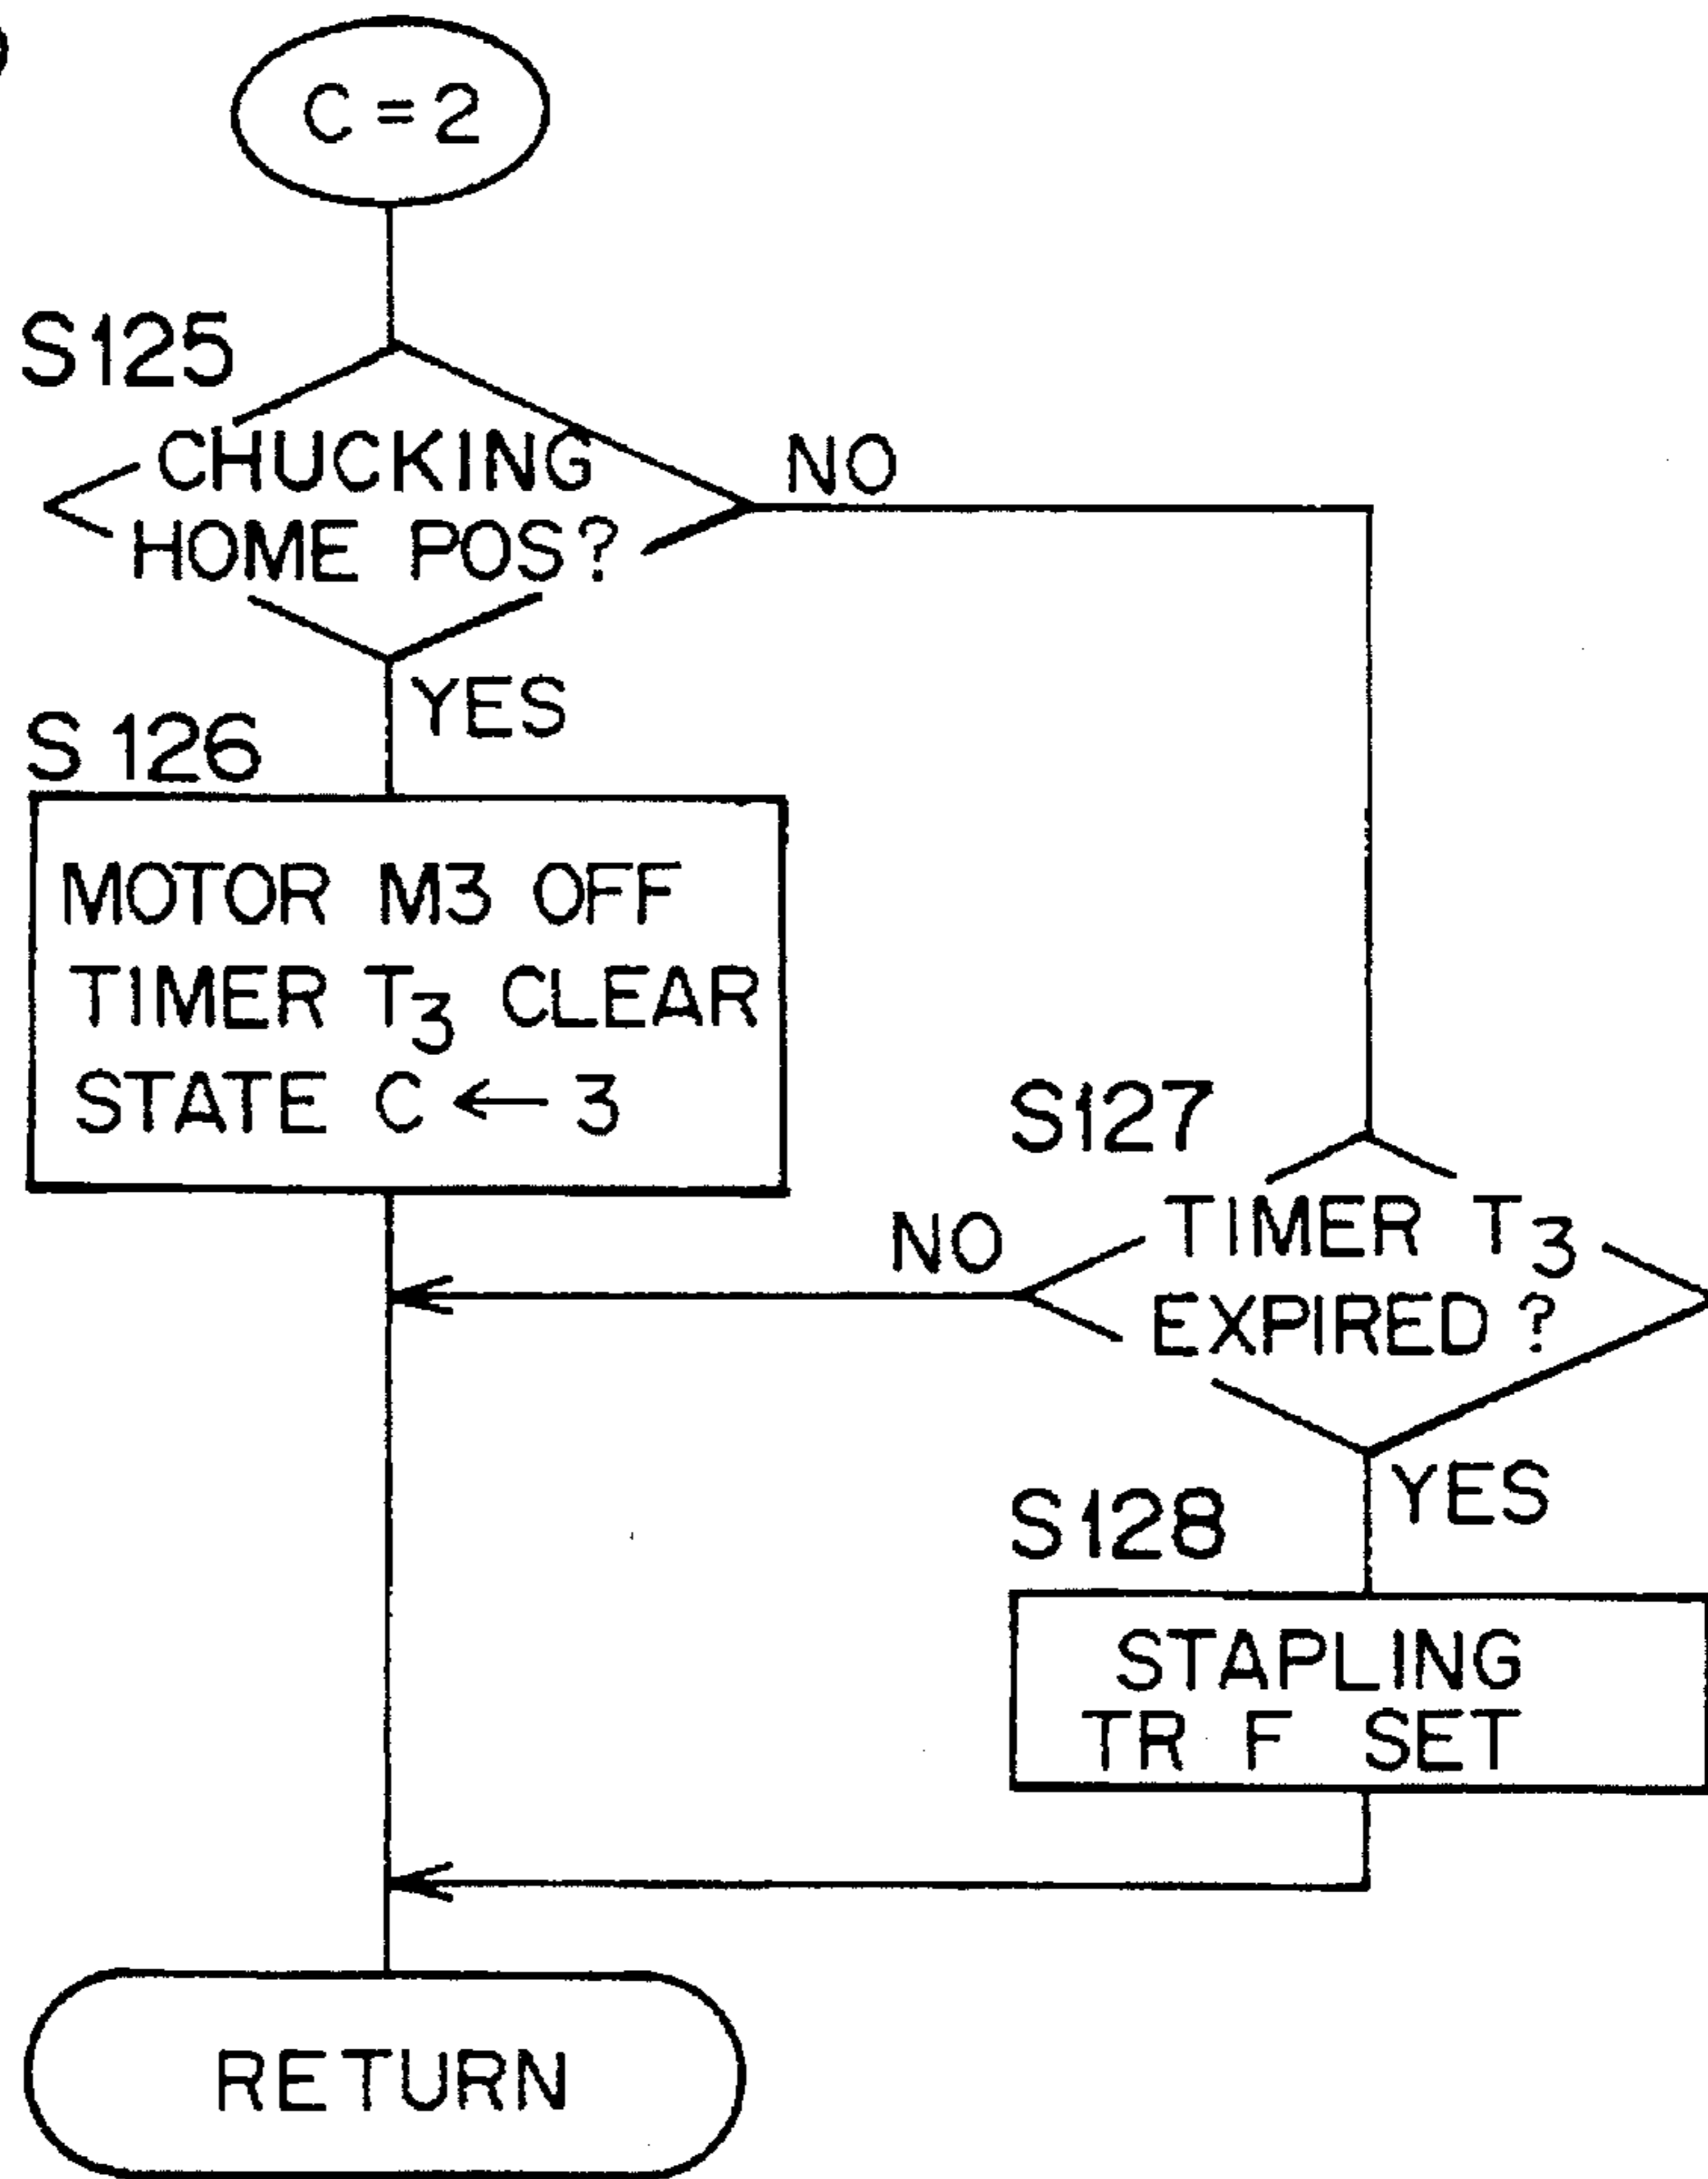 C = 2
S125
CHUCKING
HOME POS?
NO
YES
S126
MOTOR M3 OFF
TIMER T3 CLEAR
STATE C ← 3
S127
TIMER T3
EXPIRED?
NO
YES
S128
STAPLING
TR F SET
RETURN